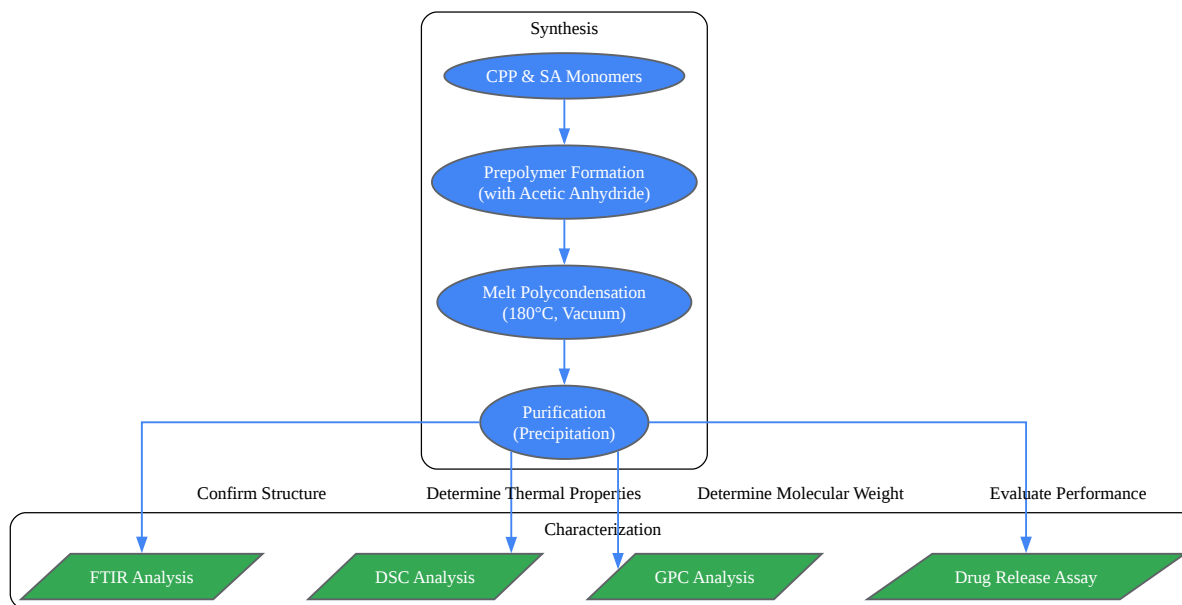 Synthesis
CPP & SA Monomers
Prepolymer Formation
(with Acetic Anhydride)
Melt Polycondensation
(180°C, Vacuum)
Purification
(Precipitation)
Confirm Structure
Determine Thermal Properties
Determine Molecular Weight
Evaluate Performance
Characterization
FTIR Analysis
DSC Analysis
GPC Analysis
Drug Release Assay